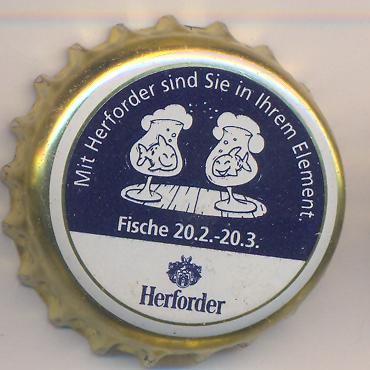 Mit Herforder sind Sie in Ihrem Element.
Fische 20.2.-20.3.
Herforder